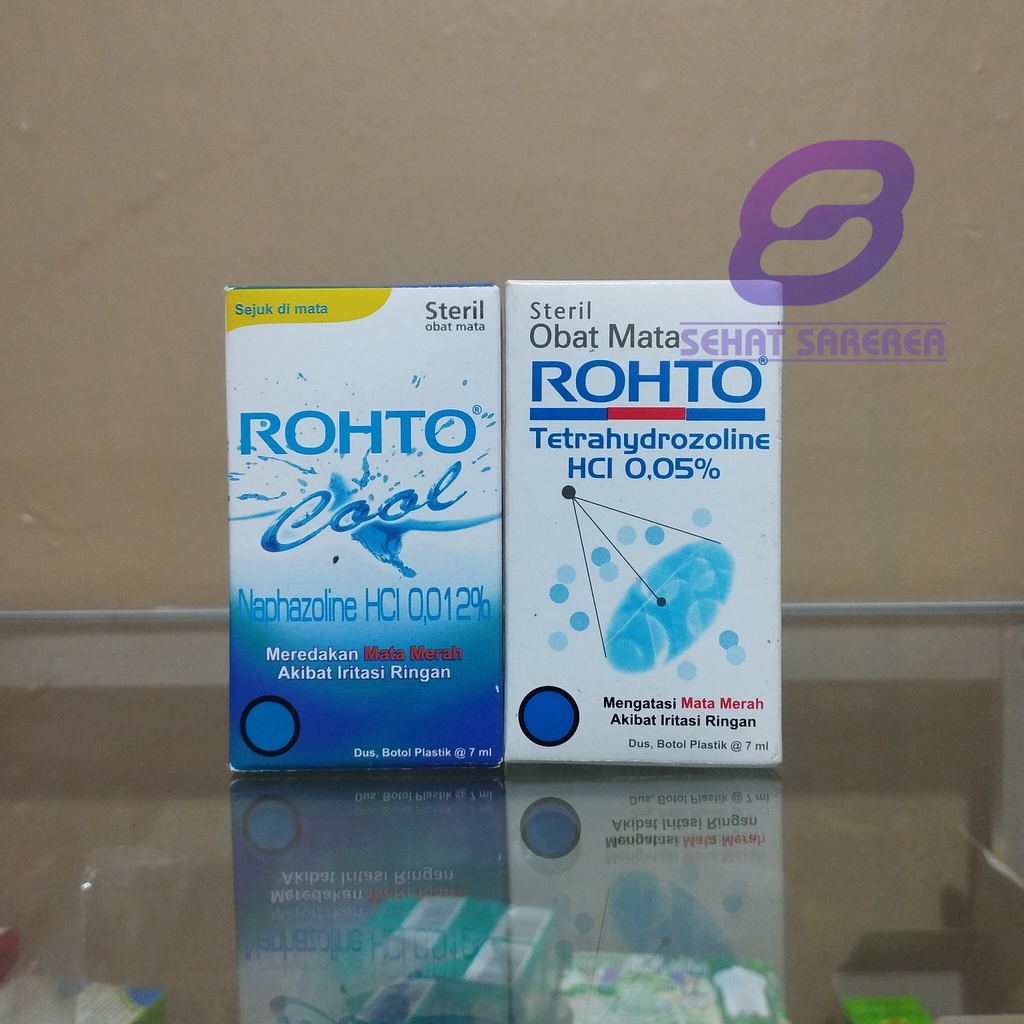 Sejuk di mata
Steril
obat mata
ROHTO®
Cool
Naphazoline HCl 0,012%
Meredakan Mata Merah
Akibat Iritasi Ringan
Dus, Botol Plastik @ 7 ml
Steril
Obat Mata
ROHTO®
Tetrahydrozoline
HCl 0,05%
Mengatasi Mata Merah
Akibat Iritasi Ringan
Dus, Botol Plastik @ 7 ml
SEHAT SAREREA